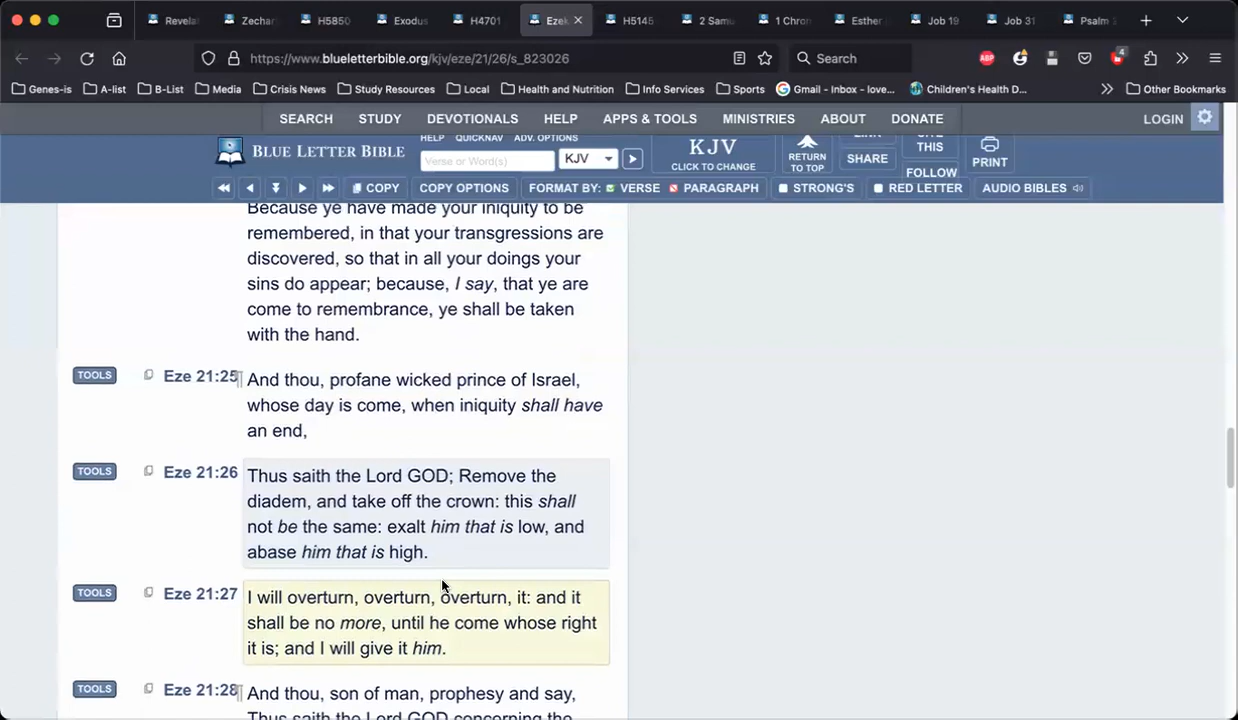 Revela
Zechar
H5850
Exodus
H4701
Ezek
H5145
2 Samu
1 Chron
Esther
Job 19
Job 31
Psalm
https://www.blueletterbible.org/kjv/eze/21/26/s_823026
Search
ABP
4
Genes-is
A-list
B-List
Media
Crisis News
Study Resources
Local
Health and Nutrition
Info Services
Sports
Gmail - Inbox - love...
Children's Health D...
Other Bookmarks
SEARCH
STUDY
DEVOTIONALS
HELP
APPS & TOOLS
MINISTRIES
ABOUT
DONATE
LOGIN
BLUE LETTER BIBLE
HELP QUICKNAV ADV. OPTIONS
Verse or Word(s)
KJV
KJV
CLICK TO CHANGE
RETURN
TO TOP
LINK
SHARE
CITE
THIS
FOLLOW
PRINT
COPY
COPY OPTIONS
FORMAT BY: VERSE PARAGRAPH
STRONG'S
RED LETTER
AUDIO BIBLES
Because ye have made your iniquity to be
remembered, in that your transgressions are
discovered, so that in all your doings your
sins do appear; because, I say, that ye are
come to remembrance, ye shall be taken
with the hand.
TOOLS
Eze 21:25
¶ And thou, profane wicked prince of Israel,
whose day is come, when iniquity shall have
an end,
TOOLS
Eze 21:26
Thus saith the Lord GOD; Remove the
diadem, and take off the crown: this shall
not be the same: exalt him that is low, and
abase him that is high.
TOOLS
Eze 21:27
I will overturn, overturn, overturn, it: and it
shall be no more, until he come whose right
it is; and I will give it him.
TOOLS
Eze 21:28
¶ And thou, son of man, prophesy and say,
Thus saith the Lord GOD concerning the